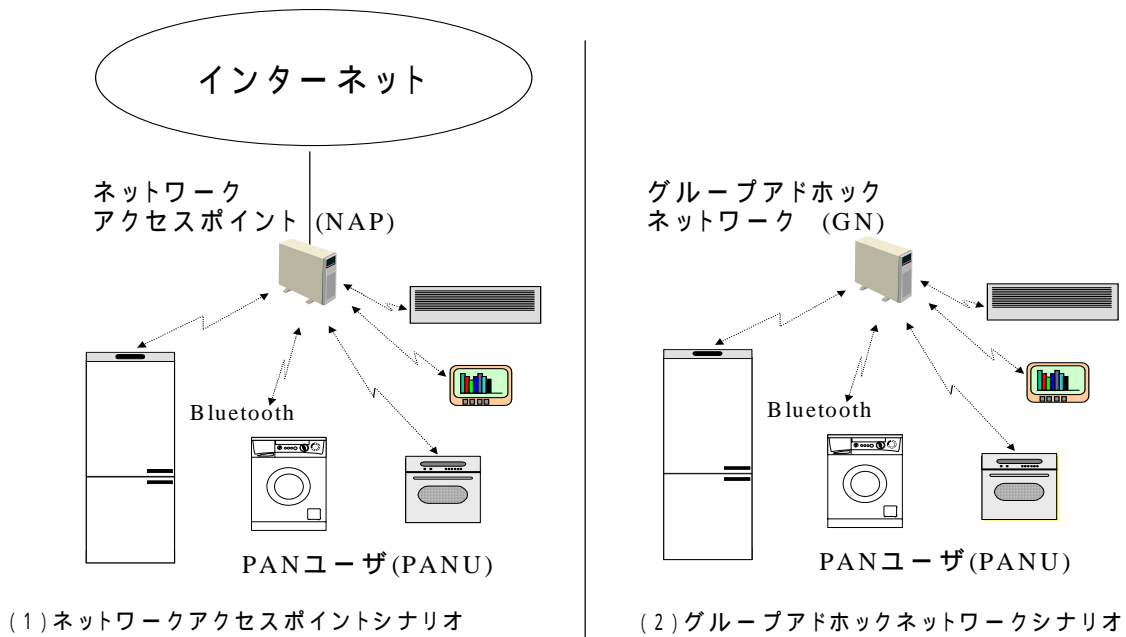 インターネット
ネットワーク
アクセスポイント (NAP)
Bluetooth
PANユーザ(PANU)
(1)ネットワークアクセスポイントシナリオ
グループアドホック
ネットワーク (GN)
Bluetooth
PANユーザ(PANU)
(2)グループアドホックネットワークシナリオ